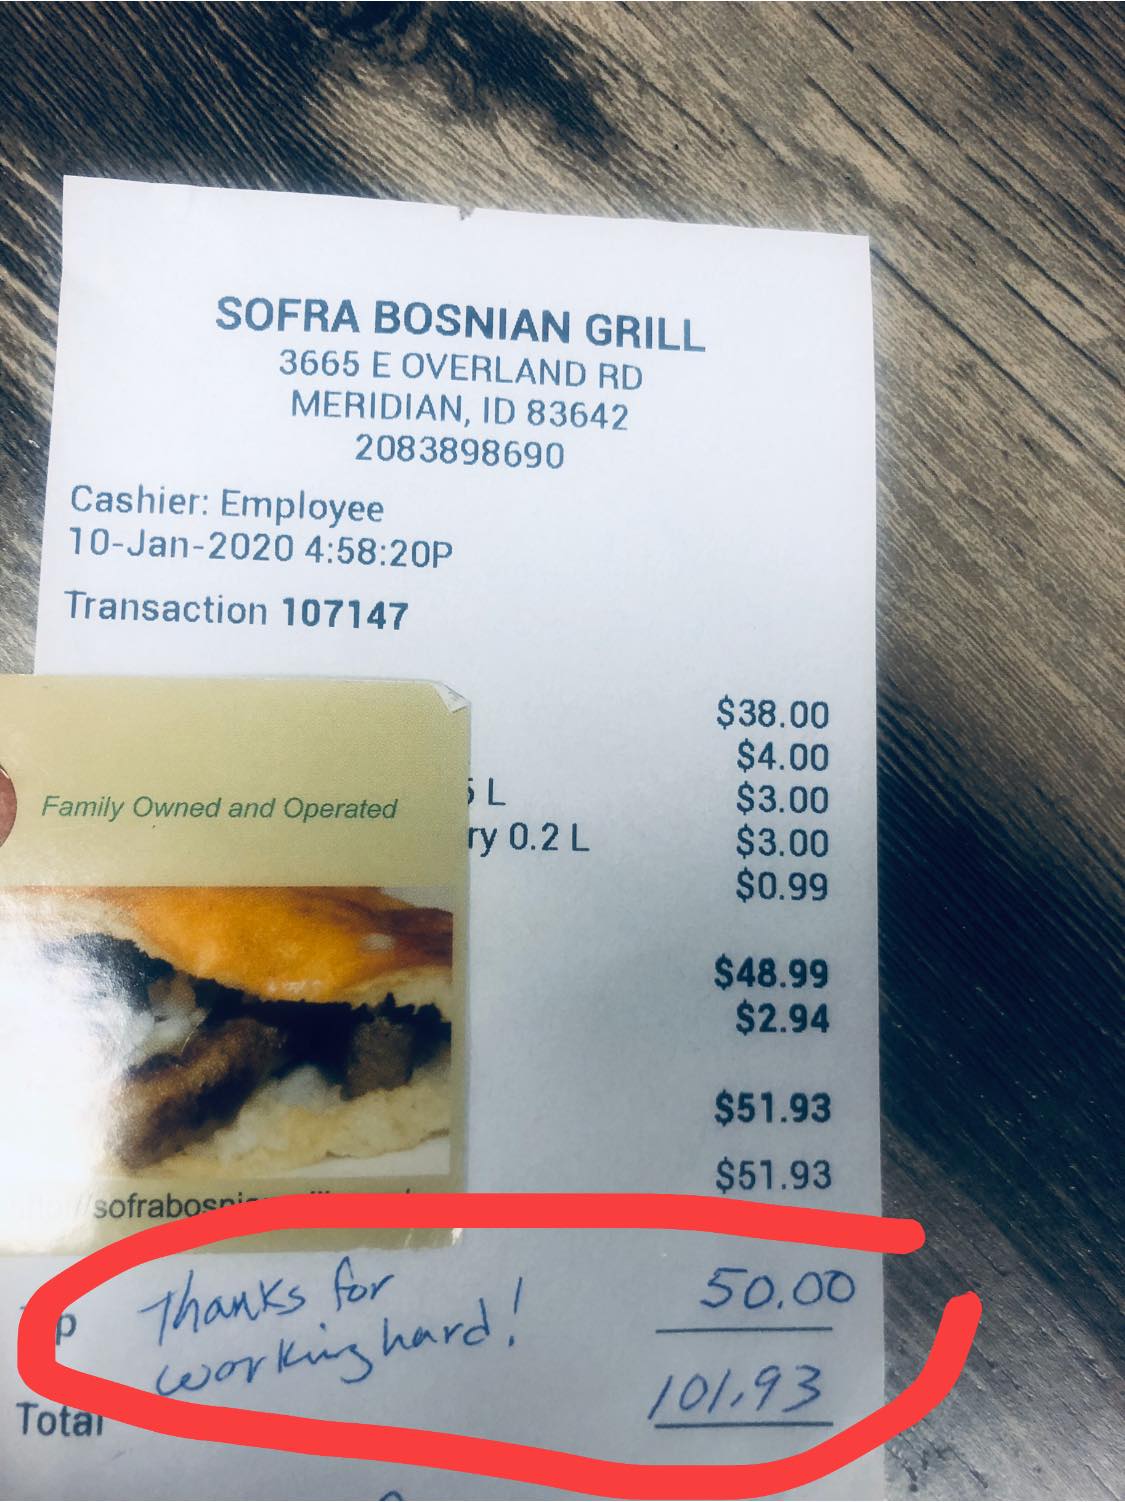 SOFRA BOSNIAN GRILL
3665 E OVERLAND RD
MERIDIAN, ID 83642
2083898690
Cashier: Employee
10-Jan-2020 4:58:20P
Transaction 107147
$38.00
$4.00
L $3.00
0.2 L $3.00
$0.99
$48.99
$2.94
$51.93
$51.93
Family Owned and Operated
Thanks for 50.00
working hard!
Total 101.93